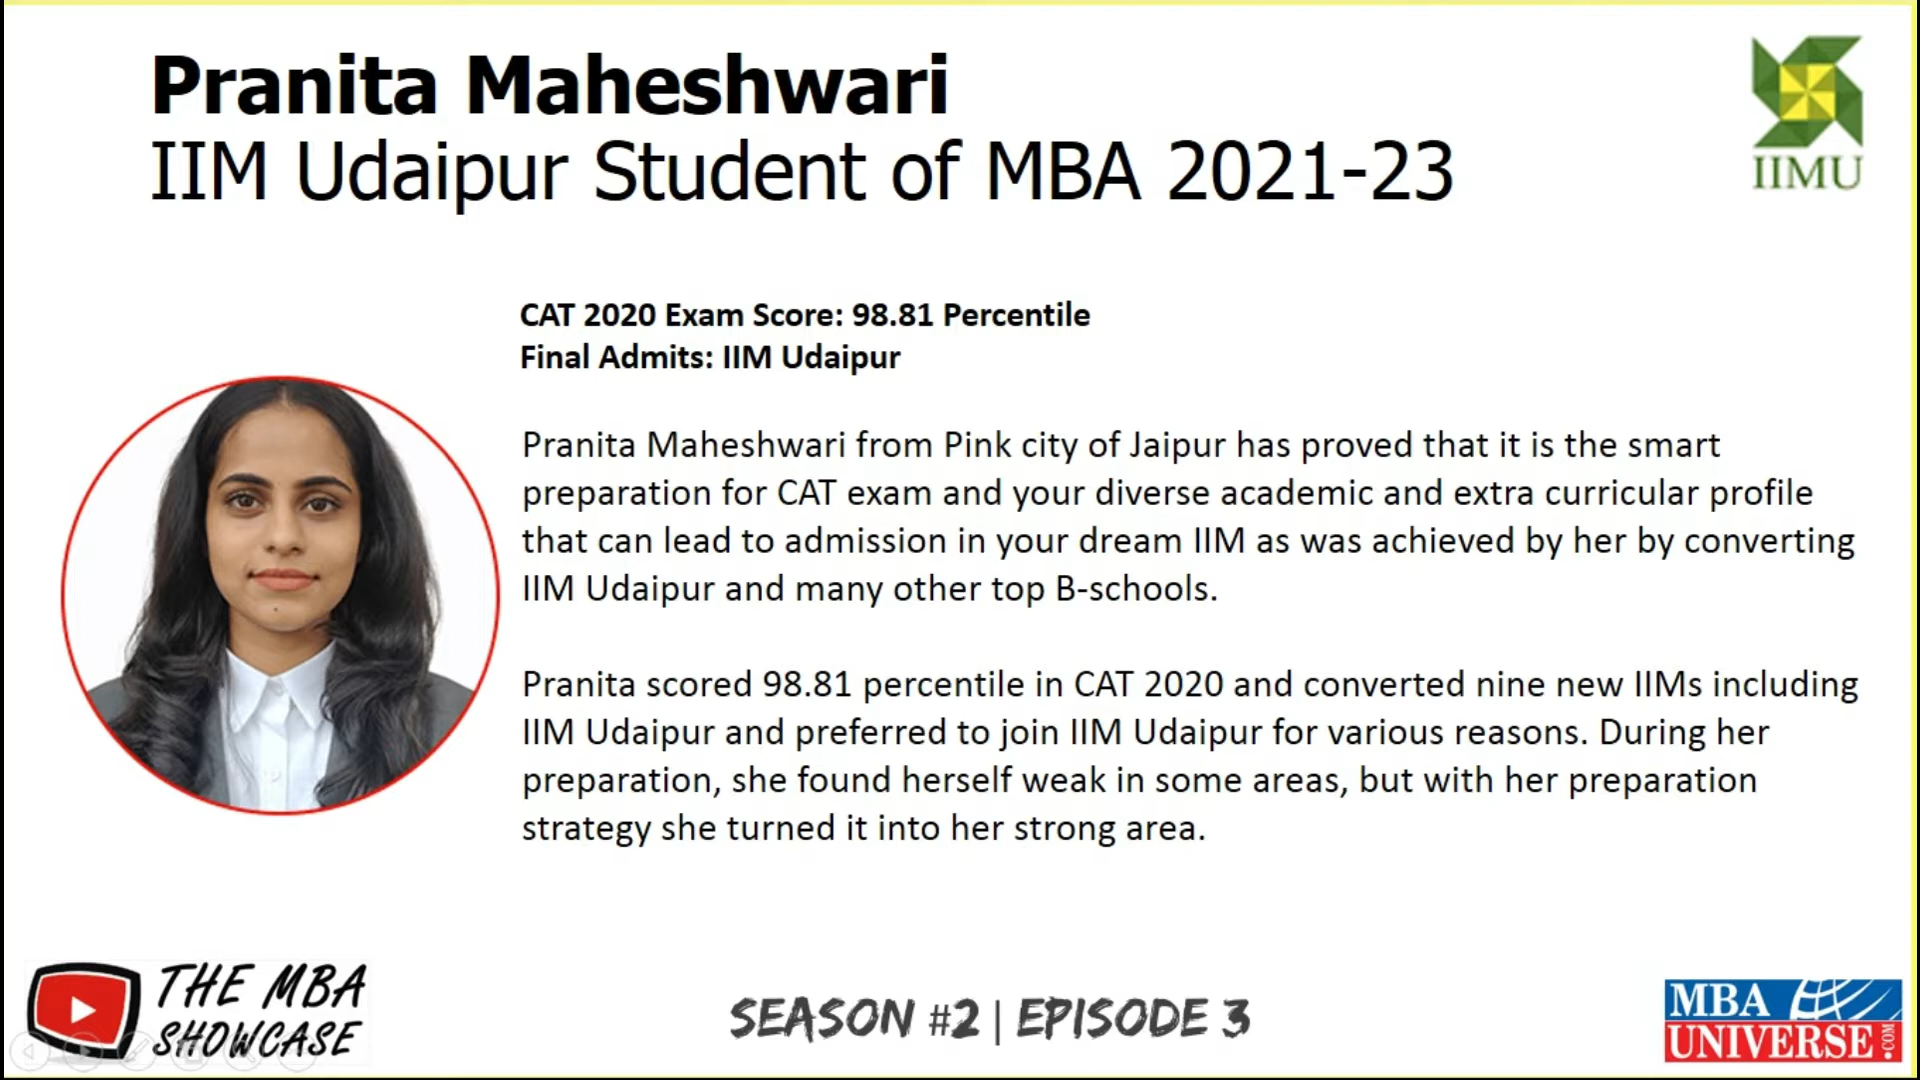 Pranita Maheshwari
IIM Udaipur Student of MBA 2021-23
IIMU
CAT 2020 Exam Score: 98.81 Percentile
Final Admits: IIM Udaipur
Pranita Maheshwari from Pink city of Jaipur has proved that it is the smart
preparation for CAT exam and your diverse academic and extra curricular profile
that can lead to admission in your dream IIM as was achieved by her by converting
IIM Udaipur and many other top B-schools.
Pranita scored 98.81 percentile in CAT 2020 and converted nine new IIMs including
IIM Udaipur and preferred to join IIM Udaipur for various reasons. During her
preparation, she found herself weak in some areas, but with her preparation
strategy she turned it into her strong area.
THE MBA
SHOWCASE
SEASON #2 | EPISODE 3
MBA
UNIVERSE.COM